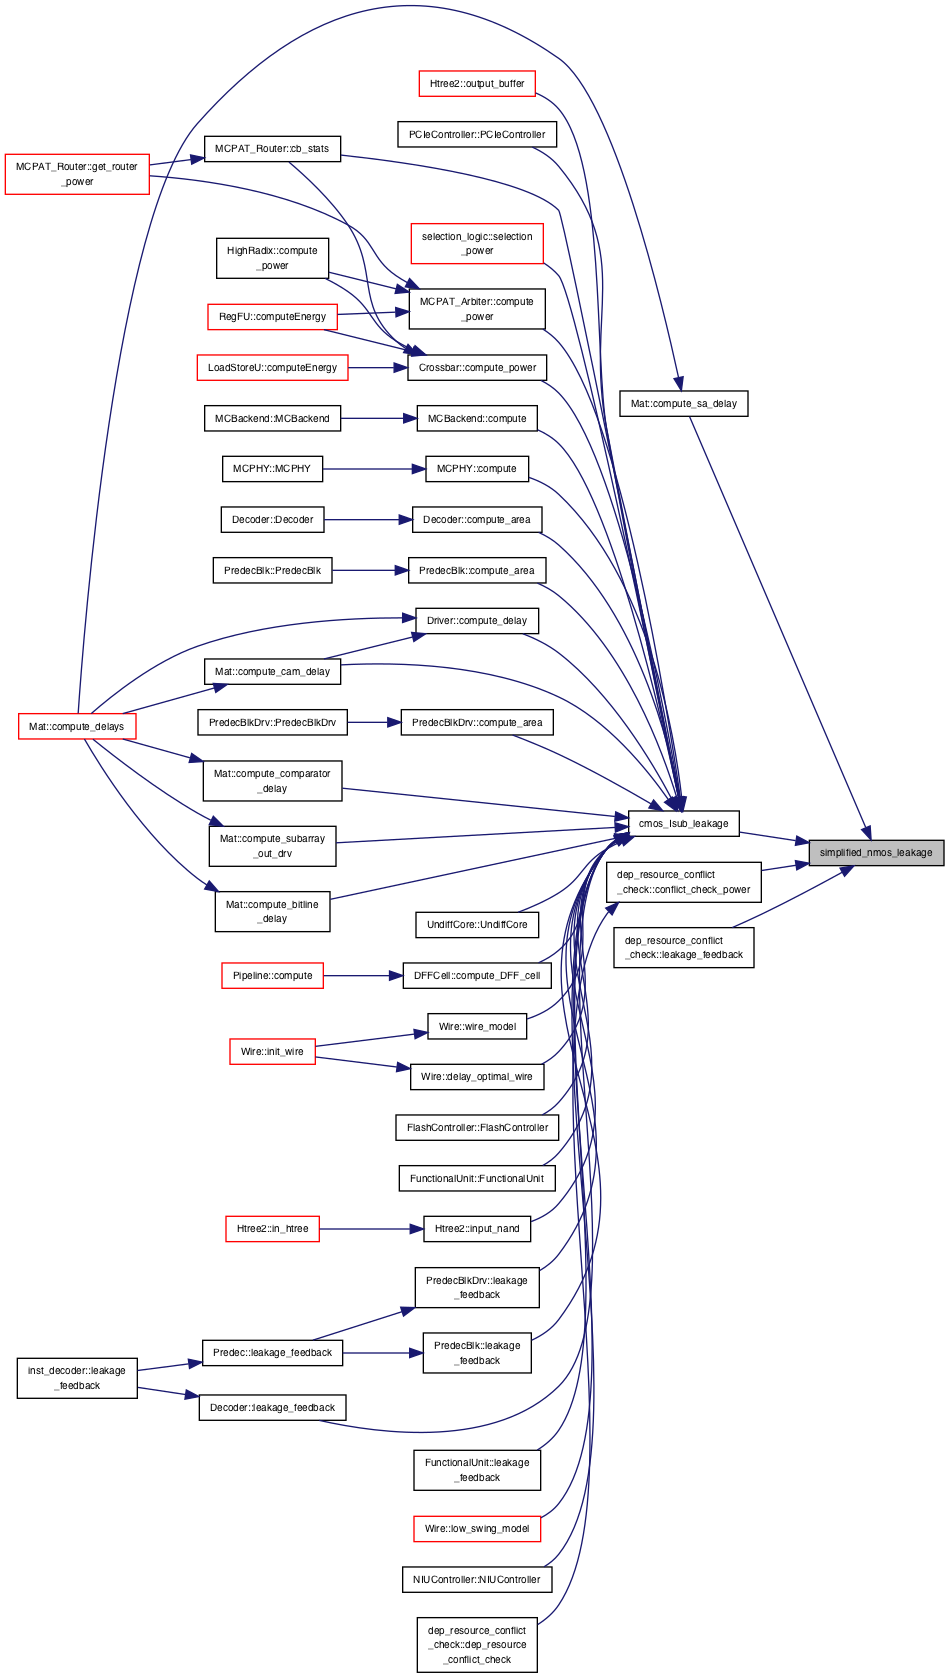 Htree2::output_buffer
PCIeController::PCIeController
MCPAT_Router::cb_stats
MCPAT_Router::get_router
_power
selection_logic::selection
_power
HighRadix::compute
_power
MCPAT_Arbiter::compute
_power
RegFU::computeEnergy
LoadStoreU::computeEnergy
Crossbar::compute_power
Mat::compute_sa_delay
MCBackend::MCBackend
MCBackend::compute
MCPHY::MCPHY
MCPHY::compute
Decoder::Decoder
Decoder::compute_area
PredecBlk::PredecBlk
PredecBlk::compute_area
Driver::compute_delay
Mat::compute_cam_delay
Mat::compute_delays
PredecBlkDrv::PredecBlkDrv
PredecBlkDrv::compute_area
Mat::compute_comparator
_delay
cmos_Isub_leakage
Mat::compute_subarray
_out_drv
simplified_nmos_leakage
dep_resource_conflict
_check::conflict_check_power
Mat::compute_bitline
_delay
UndiffCore::UndiffCore
dep_resource_conflict
_check::leakage_feedback
Pipeline::compute
DFFCell::compute_DFF_cell
Wire::wire_model
Wire::init_wire
Wire::delay_optimal_wire
FlashController::FlashController
FunctionalUnit::FunctionalUnit
Htree2::in_htree
Htree2::input_nand
PredecBlkDrv::leakage
_feedback
Predec::leakage_feedback
PredecBlk::leakage
_feedback
inst_decoder::leakage
_feedback
Decoder::leakage_feedback
FunctionalUnit::leakage
_feedback
Wire::low_swing_model
NIUController::NIUController
dep_resource_conflict
_check::dep_resource
_conflict_check